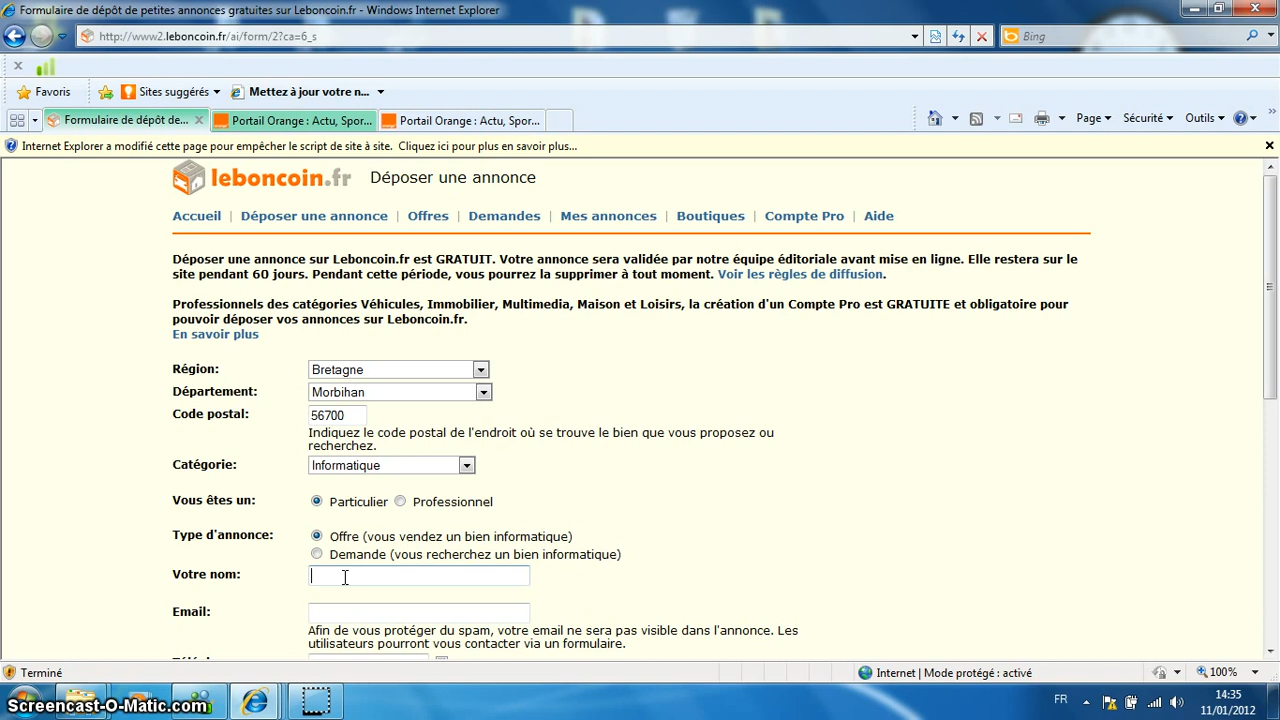 Formulaire de dépôt de petites annonces gratuites sur Leboncoin.fr - Windows Internet Explorer
http://www2.leboncoin.fr/ai/form/2?ca=6_s
Bing
Favoris
Sites suggérés
Mettez à jour votre n...
Formulaire de dépôt de...
Portail Orange : Actu, Spor...
Portail Orange : Actu, Spor...
Page
Sécurité
Outils
Internet Explorer a modifié cette page pour empêcher le script de site à site. Cliquez ici pour plus en savoir plus...
leboncoin.fr
Déposer une annonce
Accueil | Déposer une annonce | Offres | Demandes | Mes annonces | Boutiques | Compte Pro | Aide
Déposer une annonce sur Leboncoin.fr est GRATUIT. Votre annonce sera validée par notre équipe éditoriale avant mise en ligne. Elle restera sur le
site pendant 60 jours. Pendant cette période, vous pourrez la supprimer à tout moment. Voir les règles de diffusion.
Professionnels des catégories Véhicules, Immobilier, Multimedia, Maison et Loisirs, la création d'un Compte Pro est GRATUITE et obligatoire pour
pouvoir déposer vos annonces sur Leboncoin.fr.
En savoir plus
Région: Bretagne
Département: Morbihan
Code postal: 56700
Indiquez le code postal de l'endroit où se trouve le bien que vous proposez ou
recherchez.
Catégorie: Informatique
Vous êtes un: Particulier Professionnel
Type d'annonce: Offre (vous vendez un bien informatique)
Demande (vous recherchez un bien informatique)
Votre nom:
Email:
Afin de vous protéger du spam, votre email ne sera pas visible dans l'annonce. Les
utilisateurs pourront vous contacter via un formulaire.
Terminé
Internet | Mode protégé : activé
100%
Screencast-O-Matic.com
FR
14:35
11/01/2012